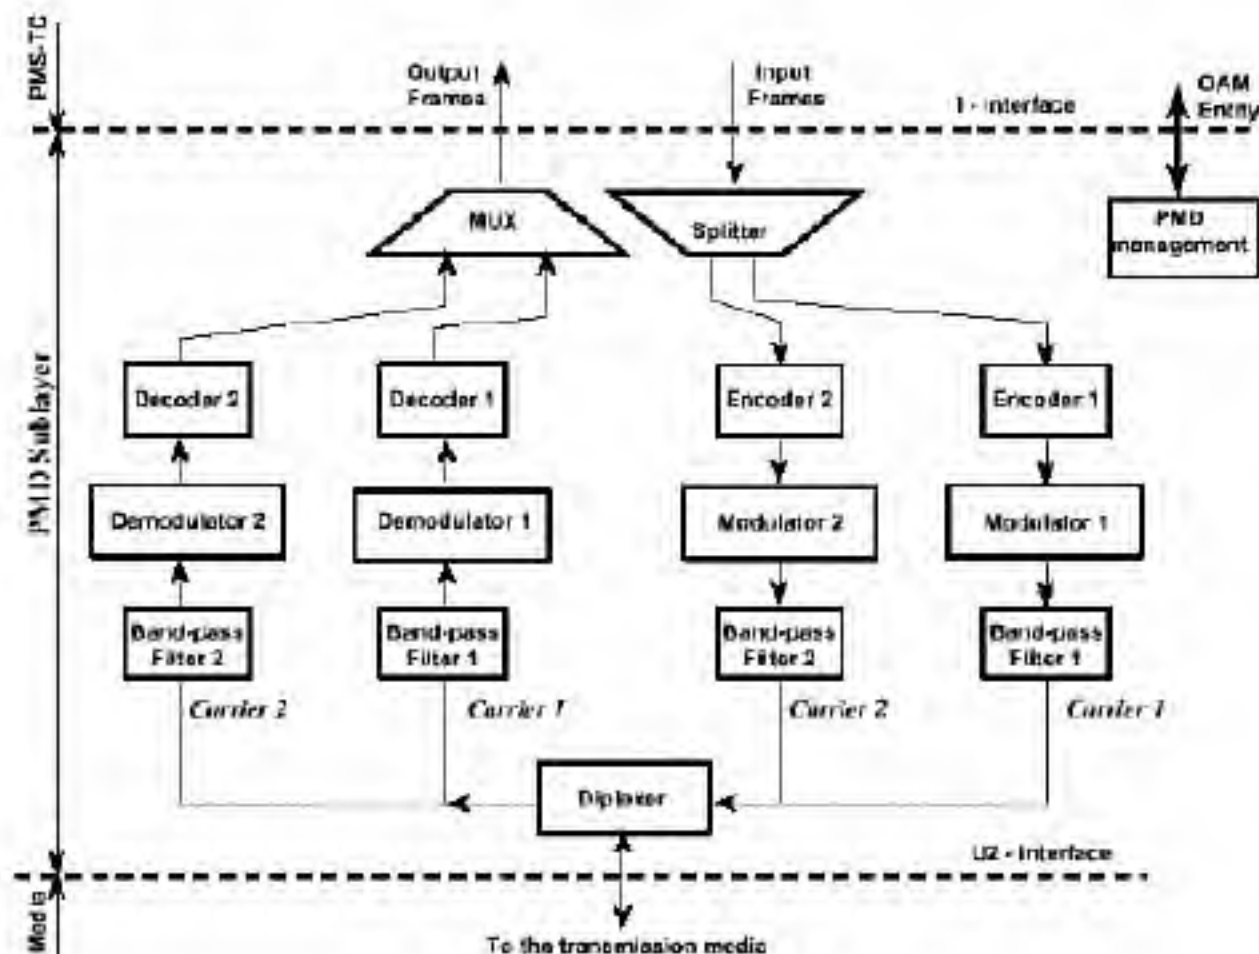 PMS-TC
Output
Frames
Input
Frames
I - Interface
OAM
Entity
MUX
Splitter
PMD
management
PMD Sublayer
Decoder 2
Decoder 1
Encoder 2
Encoder 1
Demodulator 2
Demodulator 1
Modulator 2
Modulator 1
Band-pass
Filter 2
Band-pass
Filter 1
Band-pass
Filter 2
Band-pass
Filter 1
Carrier 2
Carrier 1
Carrier 2
Carrier 1
Diplexer
U2 - Interface
Media
To the transmission media